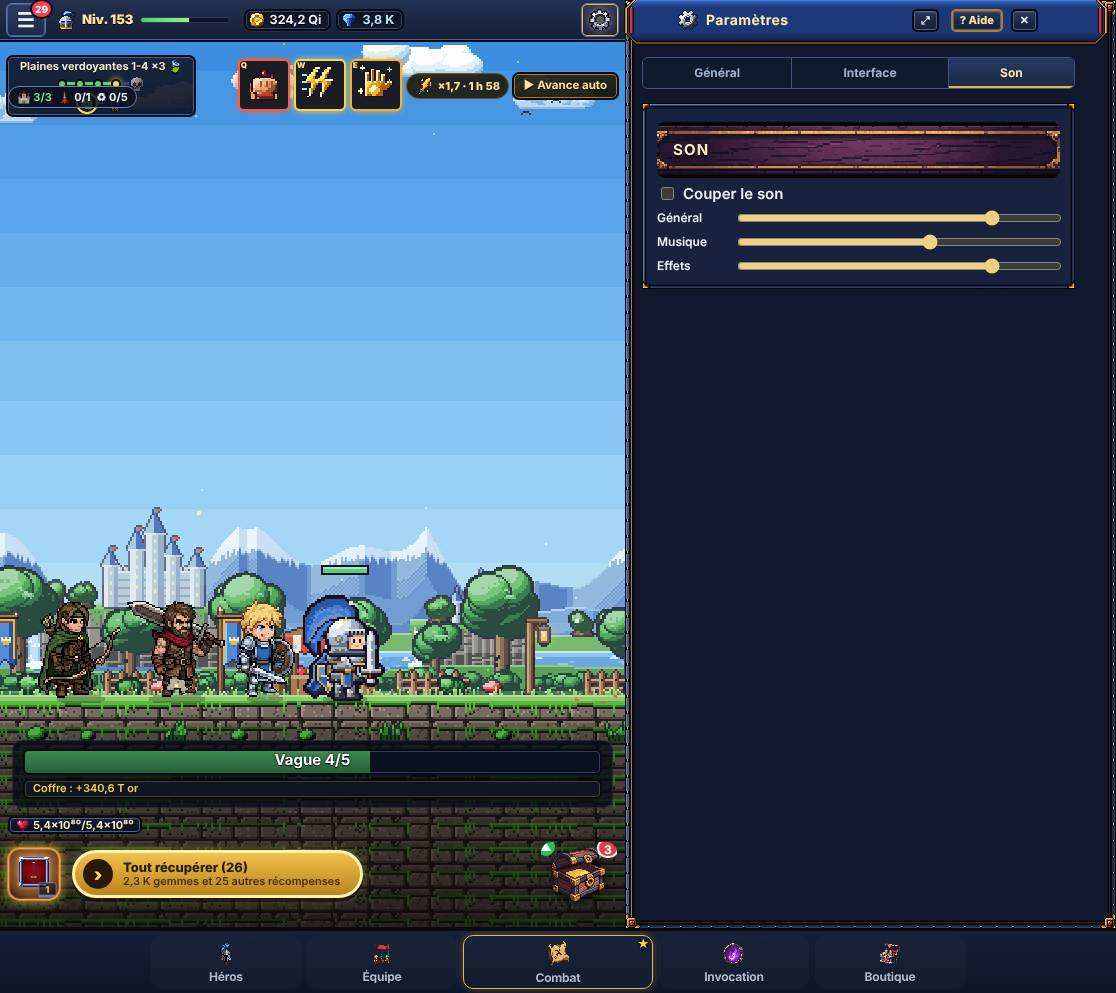 29
Niv. 153
324,2 Qi
3,8 K
Paramètres
? Aide
Plaines verdoyantes 1-4 ×3
3/3
0/1
0/5
Q
W
E
×1,7 · 1 h 58
Avance auto
Général
Interface
Son
SON
Couper le son
Général
Musique
Effets
Vague 4/5
Coffre : +340,6 T or
5,4×10⁸⁰/5,4×10⁸⁰
1
Tout récupérer (26)
2,3 K gemmes et 25 autres récompenses
3
Héros
Équipe
Combat
Invocation
Boutique